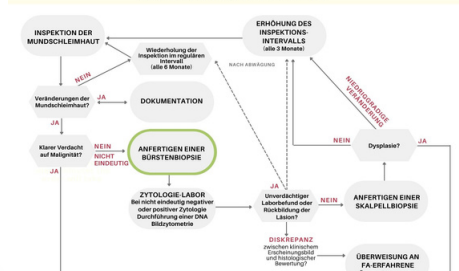 INSPEKTION DER
MUNDSCHLEIMHAUT
Wiederholung der
Inspektion im regulären
Intervall
(alle 6 Monate)
ERHÖHUNG DES
INSPEKTIONS-
INTERVALLS
(alle 3 Monate)
NACH ABWÄGUNG
NEIN
Veränderungen der
Mundschleimhaut?
JA
DOKUMENTATION
JA
NIEDRIGGRADIGE
VERÄNDERUNG
Klarer Verdacht
auf Malignität?
NEIN
NICHT
EINDEUTIG
ANFERTIGEN EINER
BÜRSTENBIOPSIE
NEIN
Dysplasie?
JA
JA
ZYTOLOGIE-LABOR
Bei nicht eindeutig negativer
oder positiver Zytologie
Durchführung einer DNA
Bildzytometrie
JA
Unverdächtiger
Laborbefund oder
Rückbildung der
Läsion?
NEIN
ANFERTIGEN EINER
SKALPELLBIOPSIE
DISKREPANZ
zwischen klinischem
Erscheinungsbild
und histologischer
Bewertung?
ÜBERWEISUNG AN
FA-ERFAHRENE